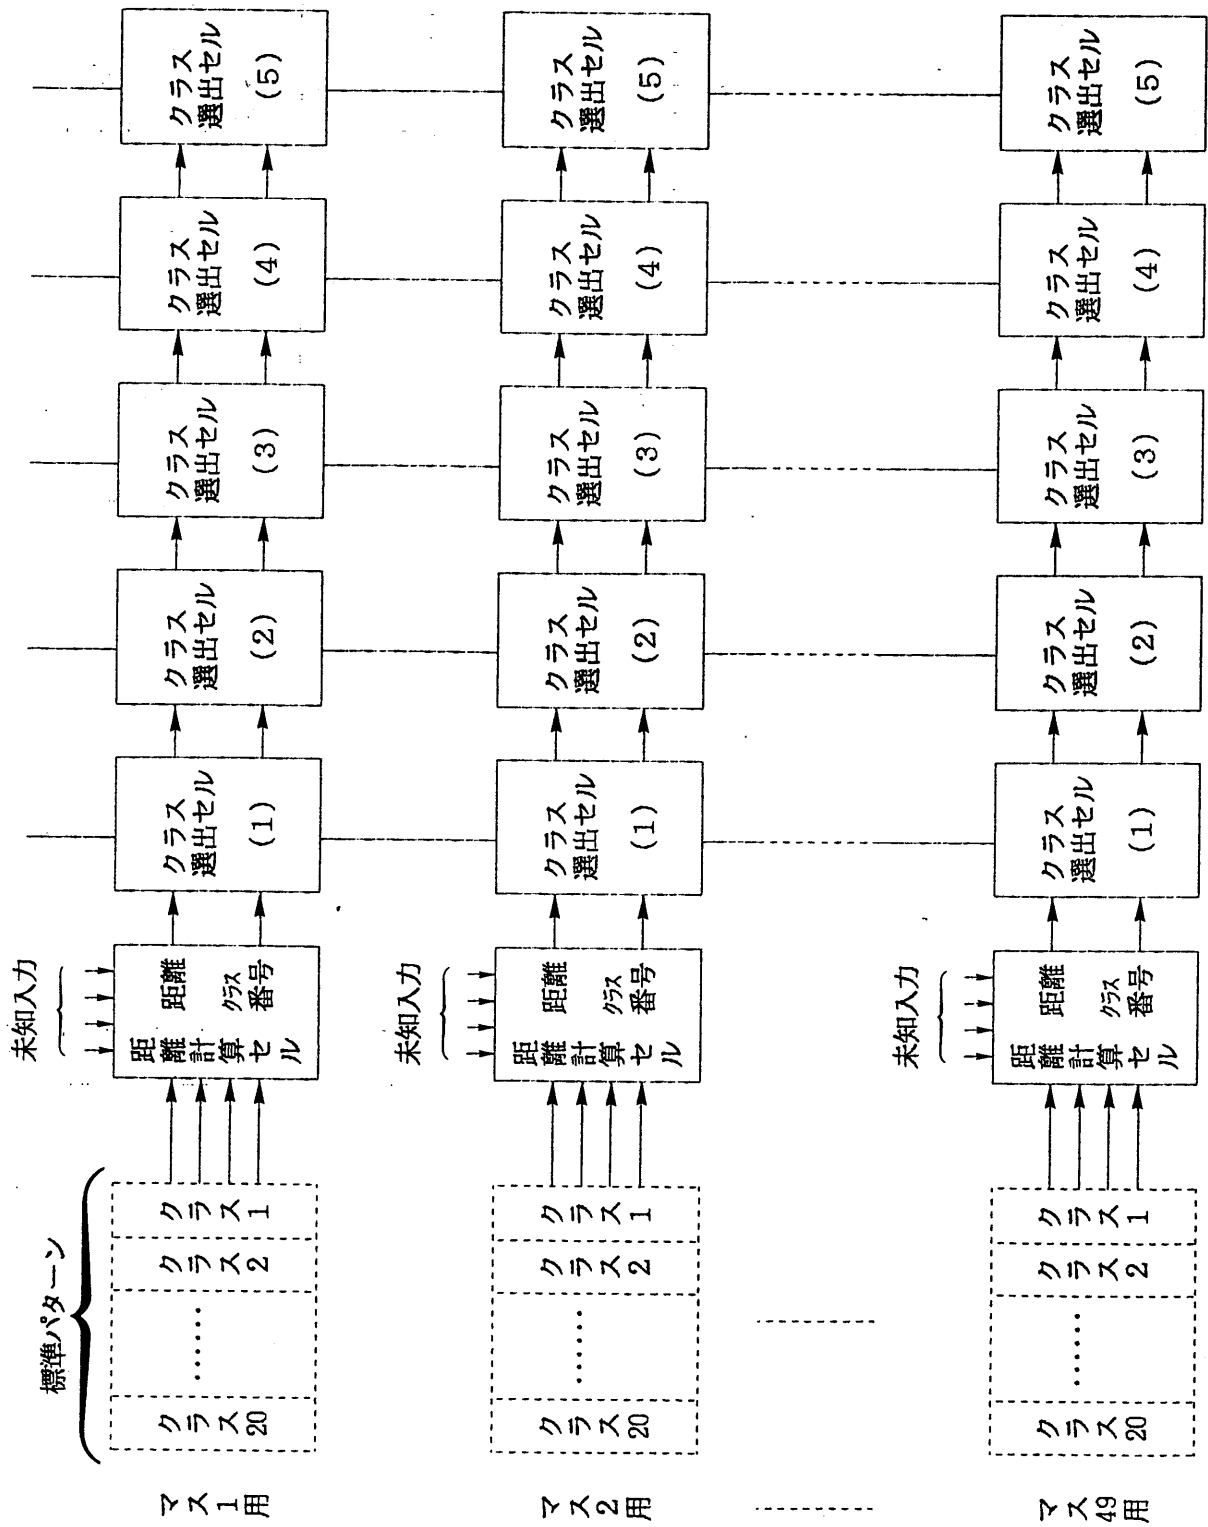 標準パターン
未知入力
マス1用
クラス20
……
クラス2
クラス1
距離計算セル
距離
クラス番号
クラス
選出セル
(1)
クラス
選出セル
(2)
クラス
選出セル
(3)
クラス
選出セル
(4)
クラス
選出セル
(5)
未知入力
マス2用
クラス20
……
クラス2
クラス1
距離計算セル
距離
クラス番号
クラス
選出セル
(1)
クラス
選出セル
(2)
クラス
選出セル
(3)
クラス
選出セル
(4)
クラス
選出セル
(5)
未知入力
マス49用
クラス20
……
クラス2
クラス1
距離計算セル
距離
クラス番号
クラス
選出セル
(1)
クラス
選出セル
(2)
クラス
選出セル
(3)
クラス
選出セル
(4)
クラス
選出セル
(5)